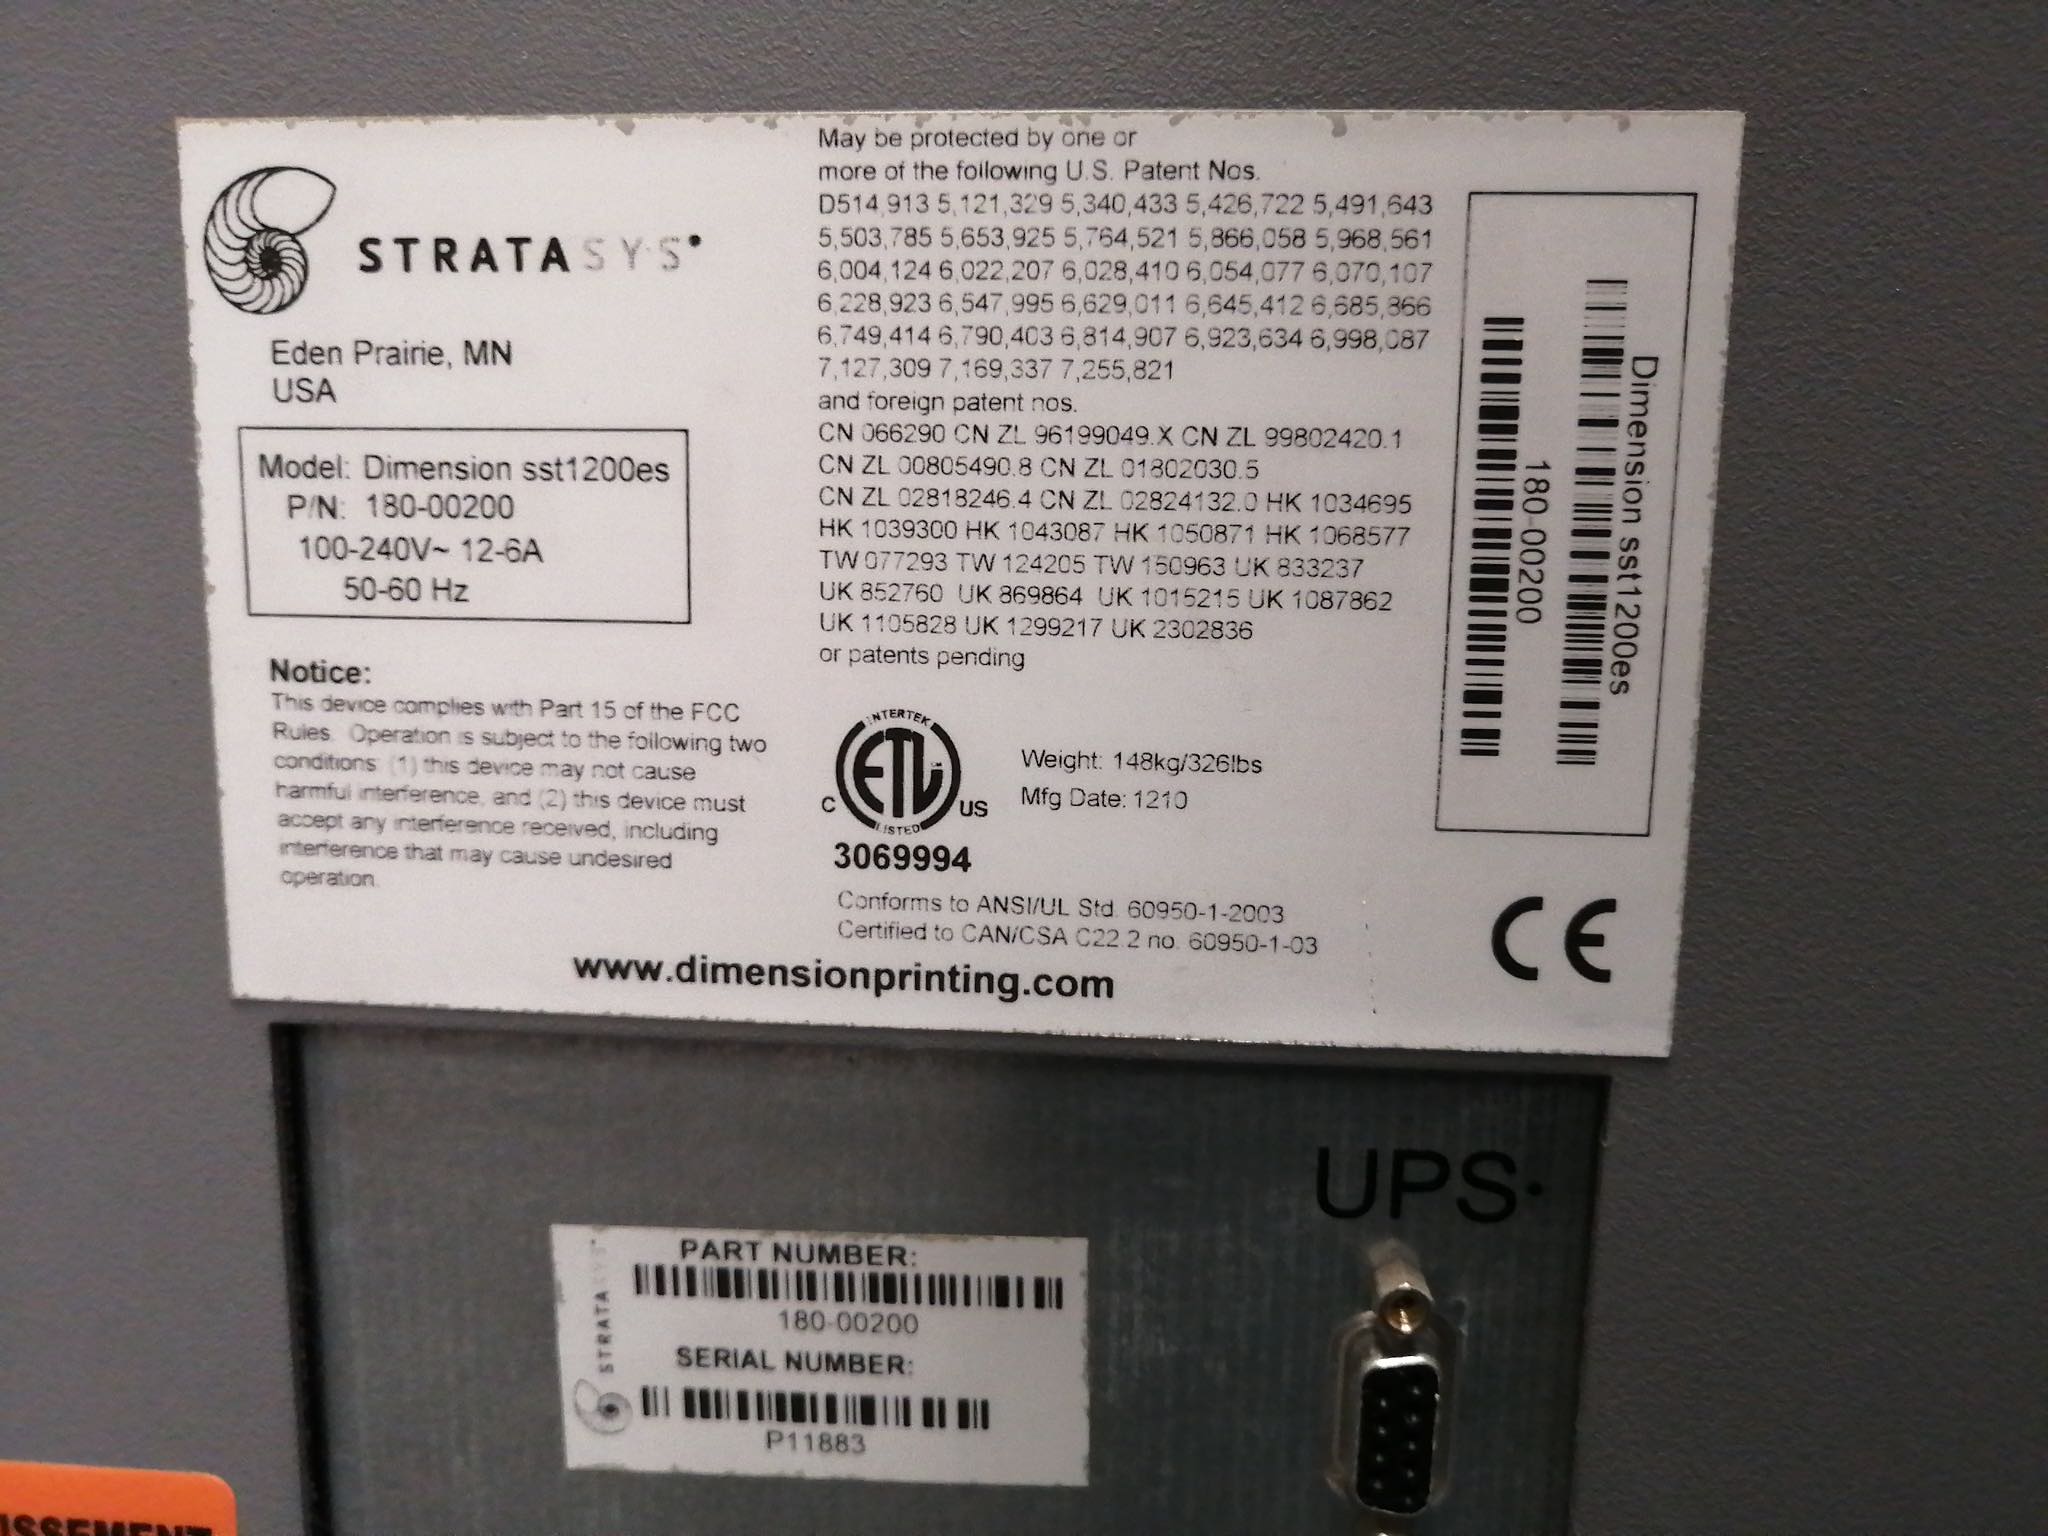 STRATASYS
Eden Prairie, MN
USA
Model: Dimension sst1200es
P/N: 180-00200
100-240V~ 12-6A
50-60 Hz
Notice:
This device complies with Part 15 of the FCC
Rules. Operation is subject to the following two
conditions: (1) this device may not cause
harmful interference, and (2) this device must
accept any interference received, including
interference that may cause undesired
operation.
May be protected by one or
more of the following U.S. Patent Nos.
D514,913 5,121,329 5,340,433 5,426,722 5,491,643
5,503,785 5,653,925 5,764,521 5,866,058 5,968,561
6,004,124 6,022,207 6,028,410 6,054,077 6,070,107
6,228,923 6,547,995 6,629,011 6,645,412 6,685,866
6,749,414 6,790,403 6,814,907 6,923,634 6,998,087
7,127,309 7,169,337 7,255,821
and foreign patent nos.
CN 066290 CN ZL 96199049.X CN ZL 99802420.1
CN ZL 00805490.8 CN ZL 01802030.5
CN ZL 02818246.4 CN ZL 02824132.0 HK 1034695
HK 1039300 HK 1043087 HK 1050871 HK 1068577
TW 077293 TW 124205 TW 150963 UK 833237
UK 852760 UK 869864 UK 1015215 UK 1087862
UK 1105828 UK 1299217 UK 2302836
or patents pending
INTERTEK
ETL
LISTED
C US
3069994
Weight: 148kg/326lbs
Mfg Date: 1210
Conforms to ANSI/UL Std. 60950-1-2003
Certified to CAN/CSA C22.2 no. 60950-1-03
www.dimensionprinting.com
Dimension sst1200es
180-00200
CE
UPS
STRATASYS
PART NUMBER:
180-00200
SERIAL NUMBER:
P11883